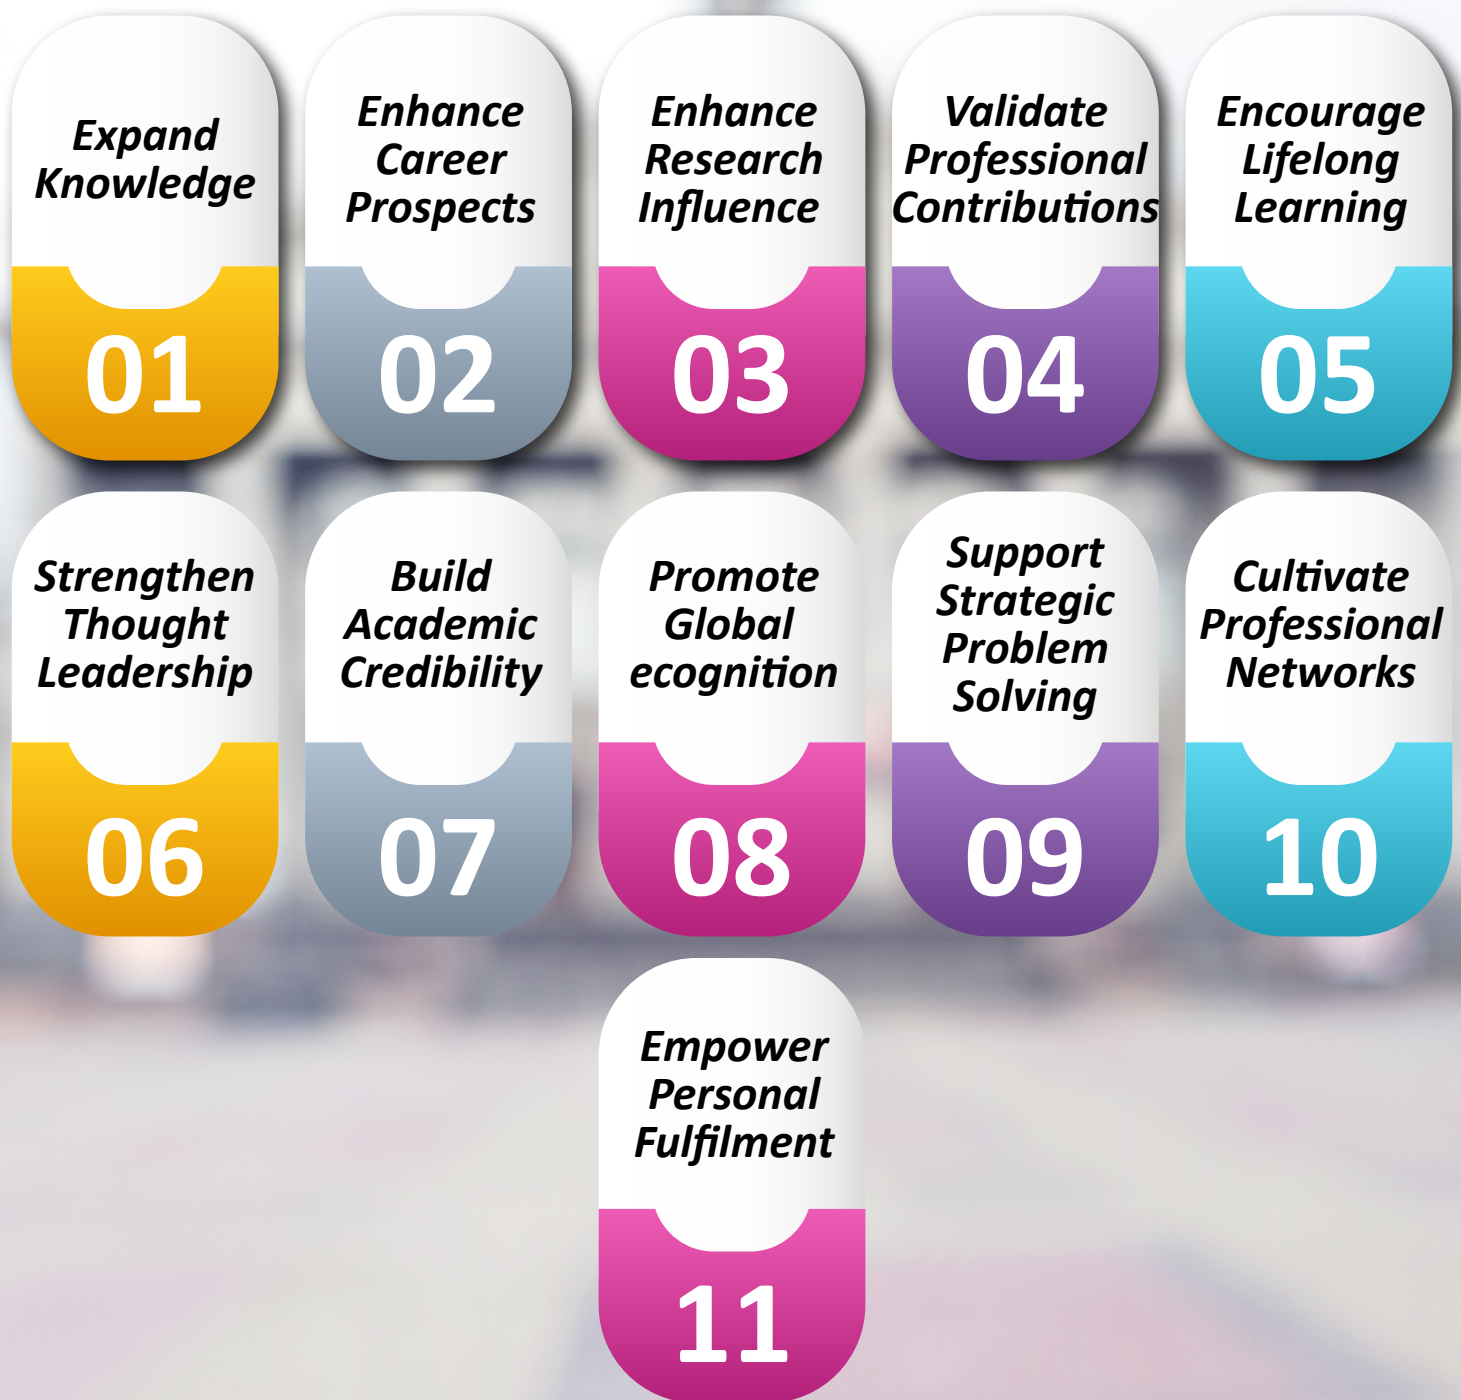 Expand
Knowledge
01
Enhance
Career
Prospects
02
Enhance
Research
Influence
03
Validate
Professional
Contributions
04
Encourage
Lifelong
Learning
05
Strengthen
Thought
Leadership
06
Build
Academic
Credibility
07
Promote
Global
ecognition
08
Support
Strategic
Problem
Solving
09
Cultivate
Professional
Networks
10
Empower
Personal
Fulfilment
11